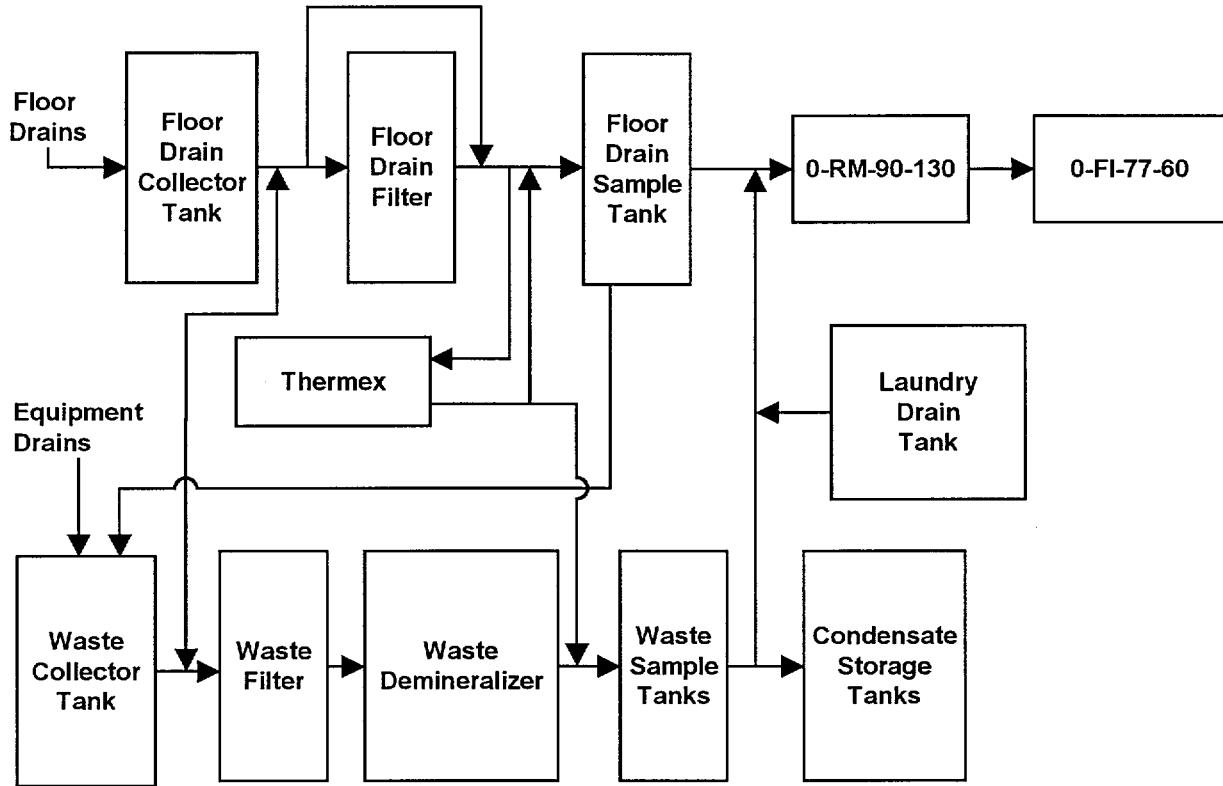 Floor
Drains
Floor
Drain
Collector
Tank
Floor
Drain
Filter
Floor
Drain
Sample
Tank
0-RM-90-130
0-FI-77-60
Thermex
Laundry
Drain
Tank
Equipment
Drains
Waste
Collector
Tank
Waste
Filter
Waste
Demineralizer
Waste
Sample
Tanks
Condensate
Storage
Tanks